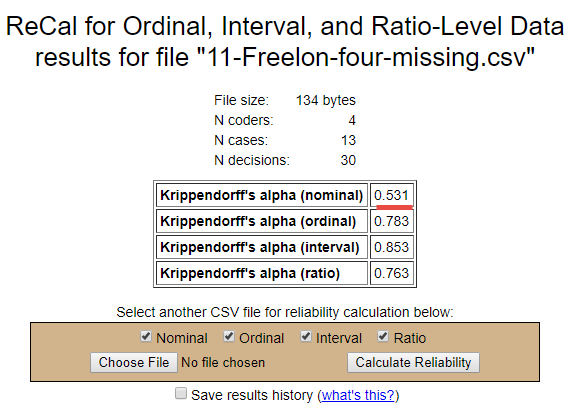 ReCal for Ordinal, Interval, and Ratio-Level Data
results for file "11-Freelon-four-missing.csv"
File size: 134 bytes
N coders: 4
N cases: 13
N decisions: 30
Krippendorff's alpha (nominal) 0.531
Krippendorff's alpha (ordinal) 0.783
Krippendorff's alpha (interval) 0.853
Krippendorff's alpha (ratio) 0.763
Select another CSV file for reliability calculation below:
Nominal Ordinal Interval Ratio
Choose File No file chosen Calculate Reliability
Save results history (what's this?)